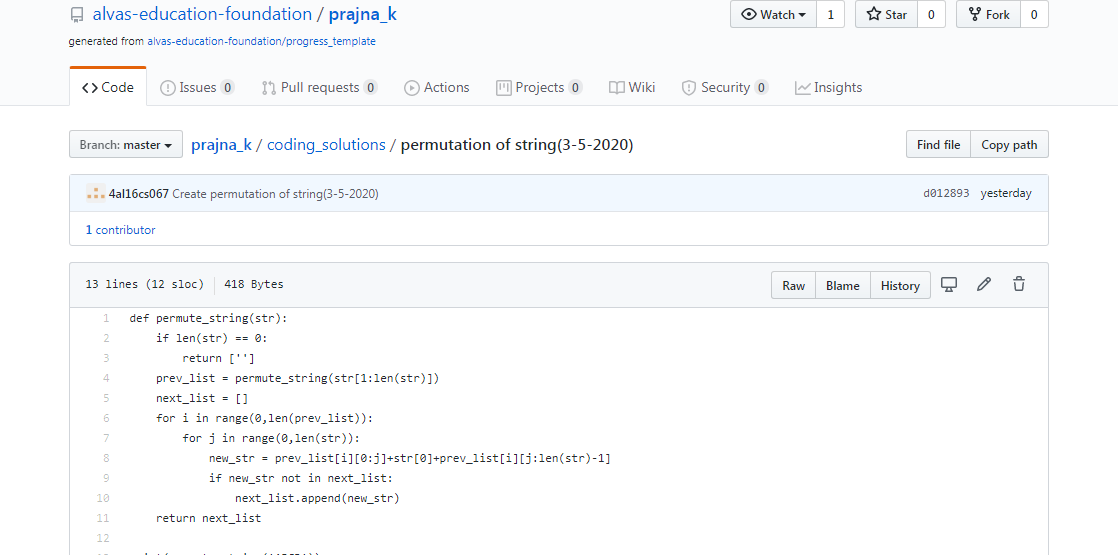 alvas-education-foundation / prajna_k
Watch 1 Star 0 Fork 0
generated from alvas-education-foundation/progress_template
Code Issues 0 Pull requests 0 Actions Projects 0 Wiki Security 0 Insights
Branch: master prajna_k / coding_solutions / permutation of string(3-5-2020) Find file Copy path
4al16cs067 Create permutation of string(3-5-2020) d012893 yesterday
1 contributor
13 lines (12 sloc) 418 Bytes Raw Blame History
1 def permute_string(str):
2     if len(str) == 0:
3         return ['']
4     prev_list = permute_string(str[1:len(str)])
5     next_list = []
6     for i in range(0,len(prev_list)):
7         for j in range(0,len(str)):
8             new_str = prev_list[i][0:j]+str[0]+prev_list[i][j:len(str)-1]
9             if new_str not in next_list:
10                 next_list.append(new_str)
11     return next_list
12